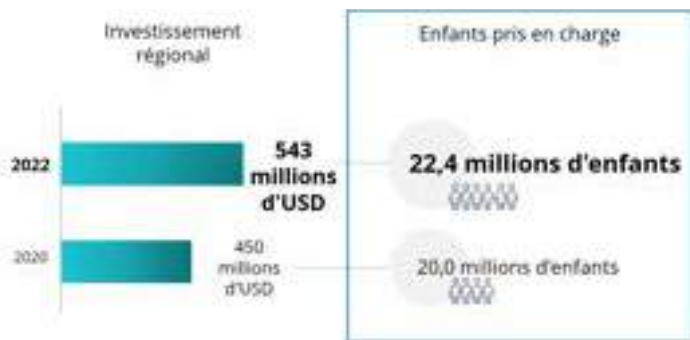 Investissement
régional
Enfants pris en charge
2022
543
millions
d'USD
22,4 millions d'enfants
2020
450
millions
d'USD
20,0 millions d'enfants